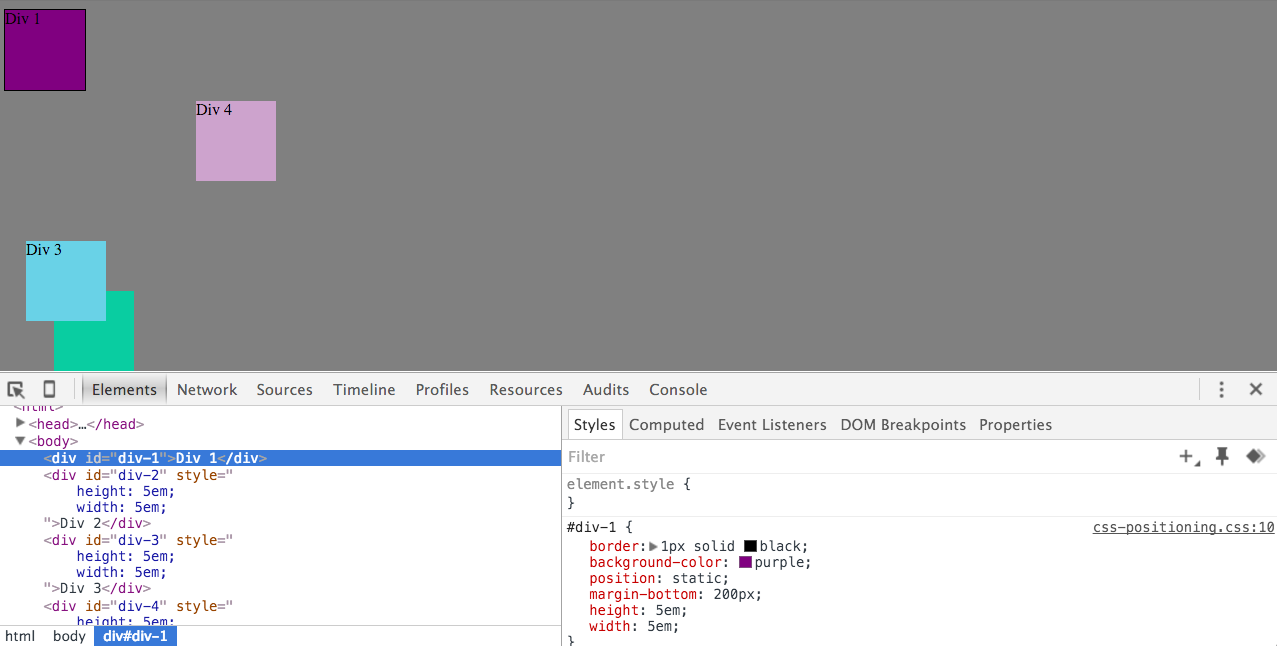 Div 1
Div 4
Div 3
Elements Network Sources Timeline Profiles Resources Audits Console
<html>
<head>…</head>
<body>
<div id="div-1">Div 1</div>
<div id="div-2" style="
height: 5em;
width: 5em;
">Div 2</div>
<div id="div-3" style="
height: 5em;
width: 5em;
">Div 3</div>
<div id="div-4" style="
height: 5em;
html body div#div-1
Styles Computed Event Listeners DOM Breakpoints Properties
Filter
element.style {
}
#div-1 { css-positioning.css:10
border: 1px solid black;
background-color: purple;
position: static;
margin-bottom: 200px;
height: 5em;
width: 5em;
}